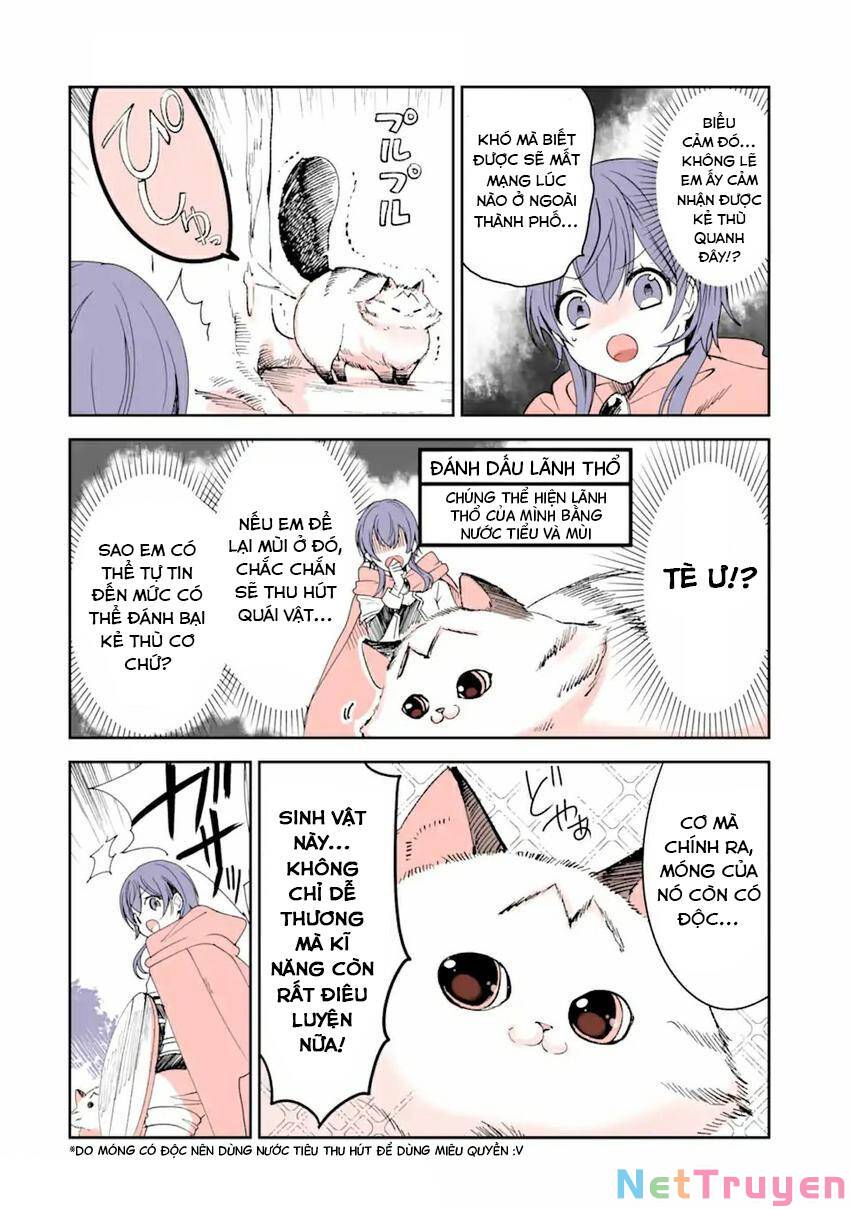 BIỂU
CẢM ĐÓ...
KHÔNG LẼ
EM ẤY CẢM
NHẬN ĐƯỢC
KẺ THÙ
QUANH
ĐÂY!?
KHÓ MÀ BIẾT
ĐƯỢC SẼ MẤT
MẠNG LÚC
NÀO Ở NGOÀI
THÀNH PHỐ...
プルプル
ぴゅっ
TÈ Ư!?
ĐÁNH DẤU LÃNH THỔ
CHÚNG THỂ HIỆN LÃNH
THỔ CỦA MÌNH BẰNG
NƯỚC TIỂU VÀ MÙI
NẾU EM ĐỂ
LẠI MÙI Ở ĐÓ,
CHẮC CHẮN
SẼ THU HÚT
QUÁI VẬT...
SAO EM CÓ
THỂ TỰ TIN
ĐẾN MỨC CÓ
THỂ ĐÁNH BẠI
KẺ THÙ CƠ
CHỨ?
CƠ MÀ
CHÍNH RA,
MÓNG CỦA
NÓ CÒN CÓ
ĐỘC...
どやぁ
SINH VẬT
NÀY...
KHÔNG
CHỈ DỄ
THƯƠNG
MÀ KĨ
NĂNG CÒN
RẤT ĐIÊU
LUYỆN
NỮA!
*DO MÓNG CÓ ĐỘC NÊN DÙNG NƯỚC TIÊU THU HÚT ĐỂ DÙNG MIÊU QUYỀN :V
NetTruyen